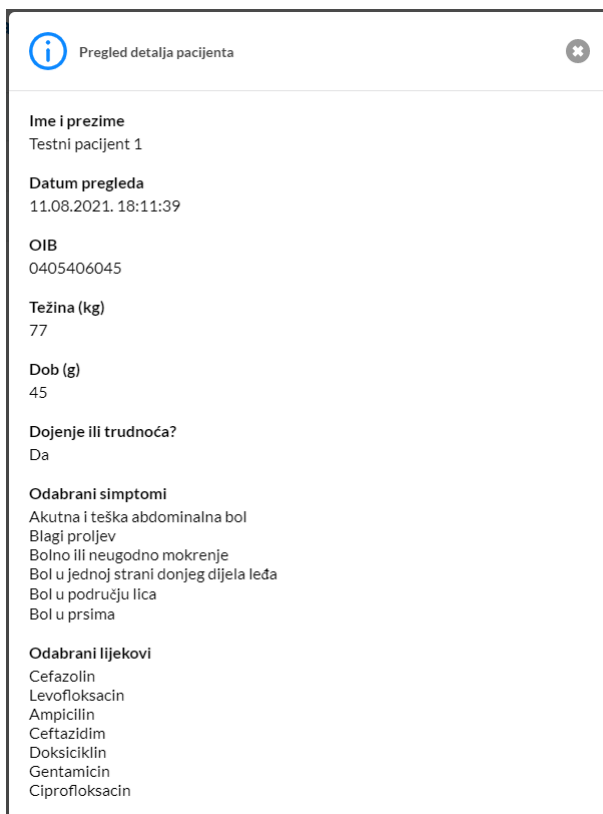 Pregled detalja pacijenta
Ime i prezime
Testni pacijent 1
Datum pregleda
11.08.2021. 18:11:39
OIB
0405406045
Težina (kg)
77
Dob (g)
45
Dojenje ili trudnoća?
Da
Odabrani simptomi
Akutna i teška abdominalna bol
Blagi proljev
Bolno ili neugodno mokrenje
Bol u jednoj strani donjeg dijela leđa
Bol u području lica
Bol u prsima
Odabrani lijekovi
Cefazolin
Levofloksacin
Ampicilin
Ceftazidim
Doksiciklin
Gentamicin
Ciprofloksacin